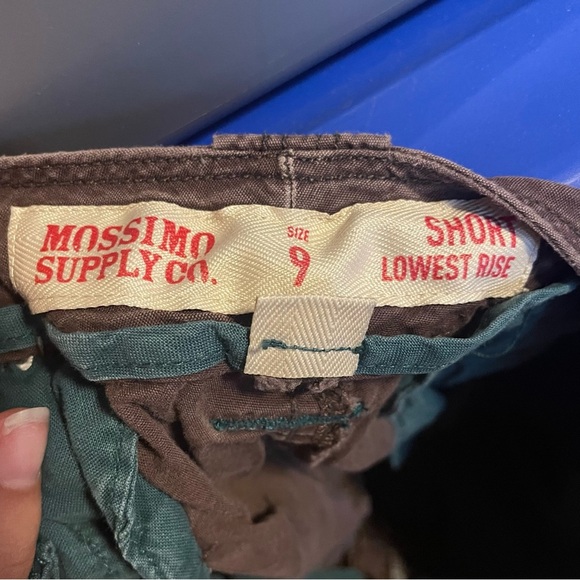 MOSSIMO
SUPPLY CO.
SIZE
9
SHORT
LOWEST RISE